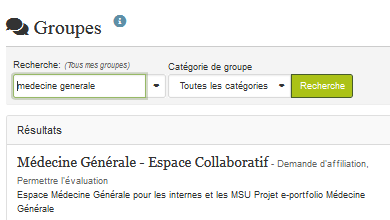 Groupes
Recherche: (Tous mes groupes)
Catégorie de groupe
medecine generale
Toutes les catégories
Recherche
Résultats
Médecine Générale - Espace Collaboratif - Demande d'affiliation,
Permettre l'évaluation
Espace Médecine Générale pour les internes et les MSU Projet e-portfolio Médecine
Générale